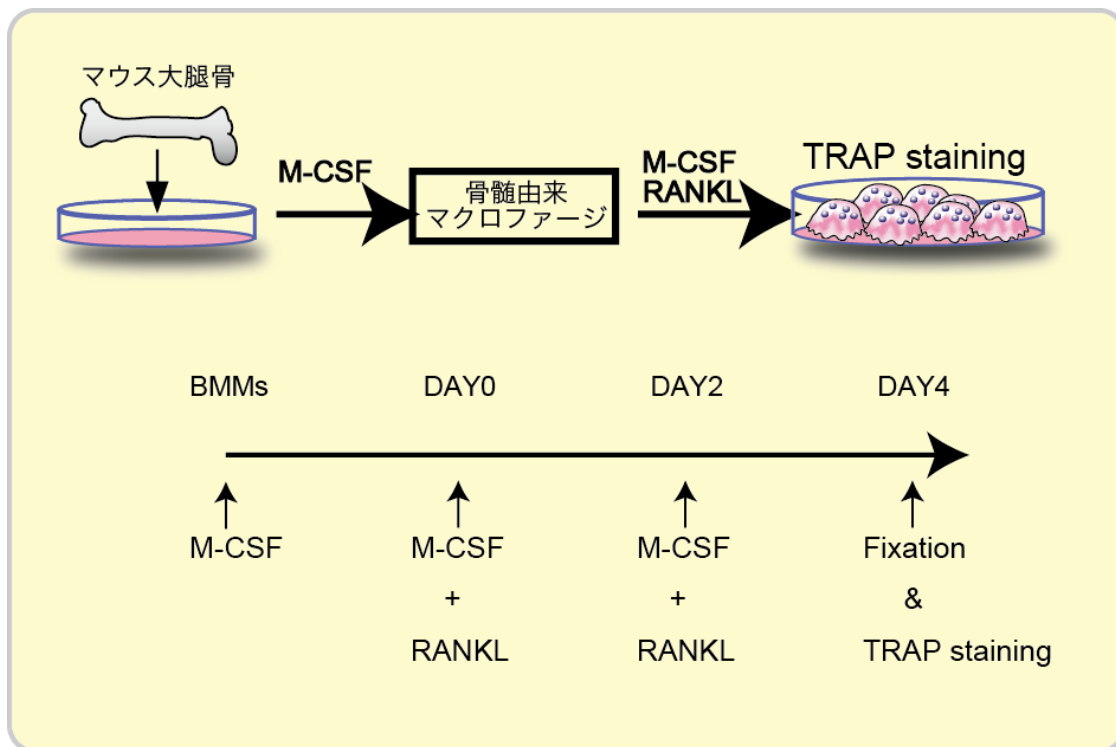 マウス大腿骨
M-CSF
骨髄由来
マクロファージ
M-CSF
RANKL
TRAP staining
BMMs
DAY0
DAY2
DAY4
M-CSF
M-CSF
+
RANKL
M-CSF
+
RANKL
Fixation
&
TRAP staining